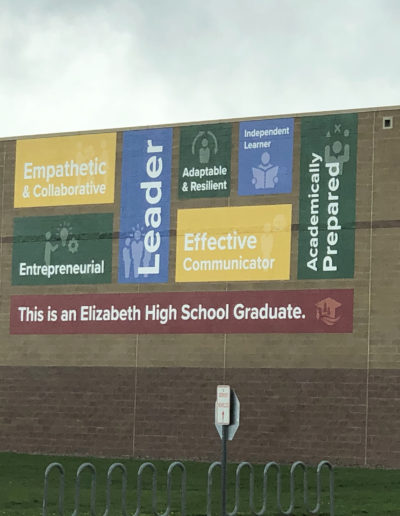 Empathetic
& Collaborative
Leader
Adaptable
& Resilient
Independent
Learner
Academically
Prepared
Entrepreneurial
Effective
Communicator
This is an Elizabeth High School Graduate.